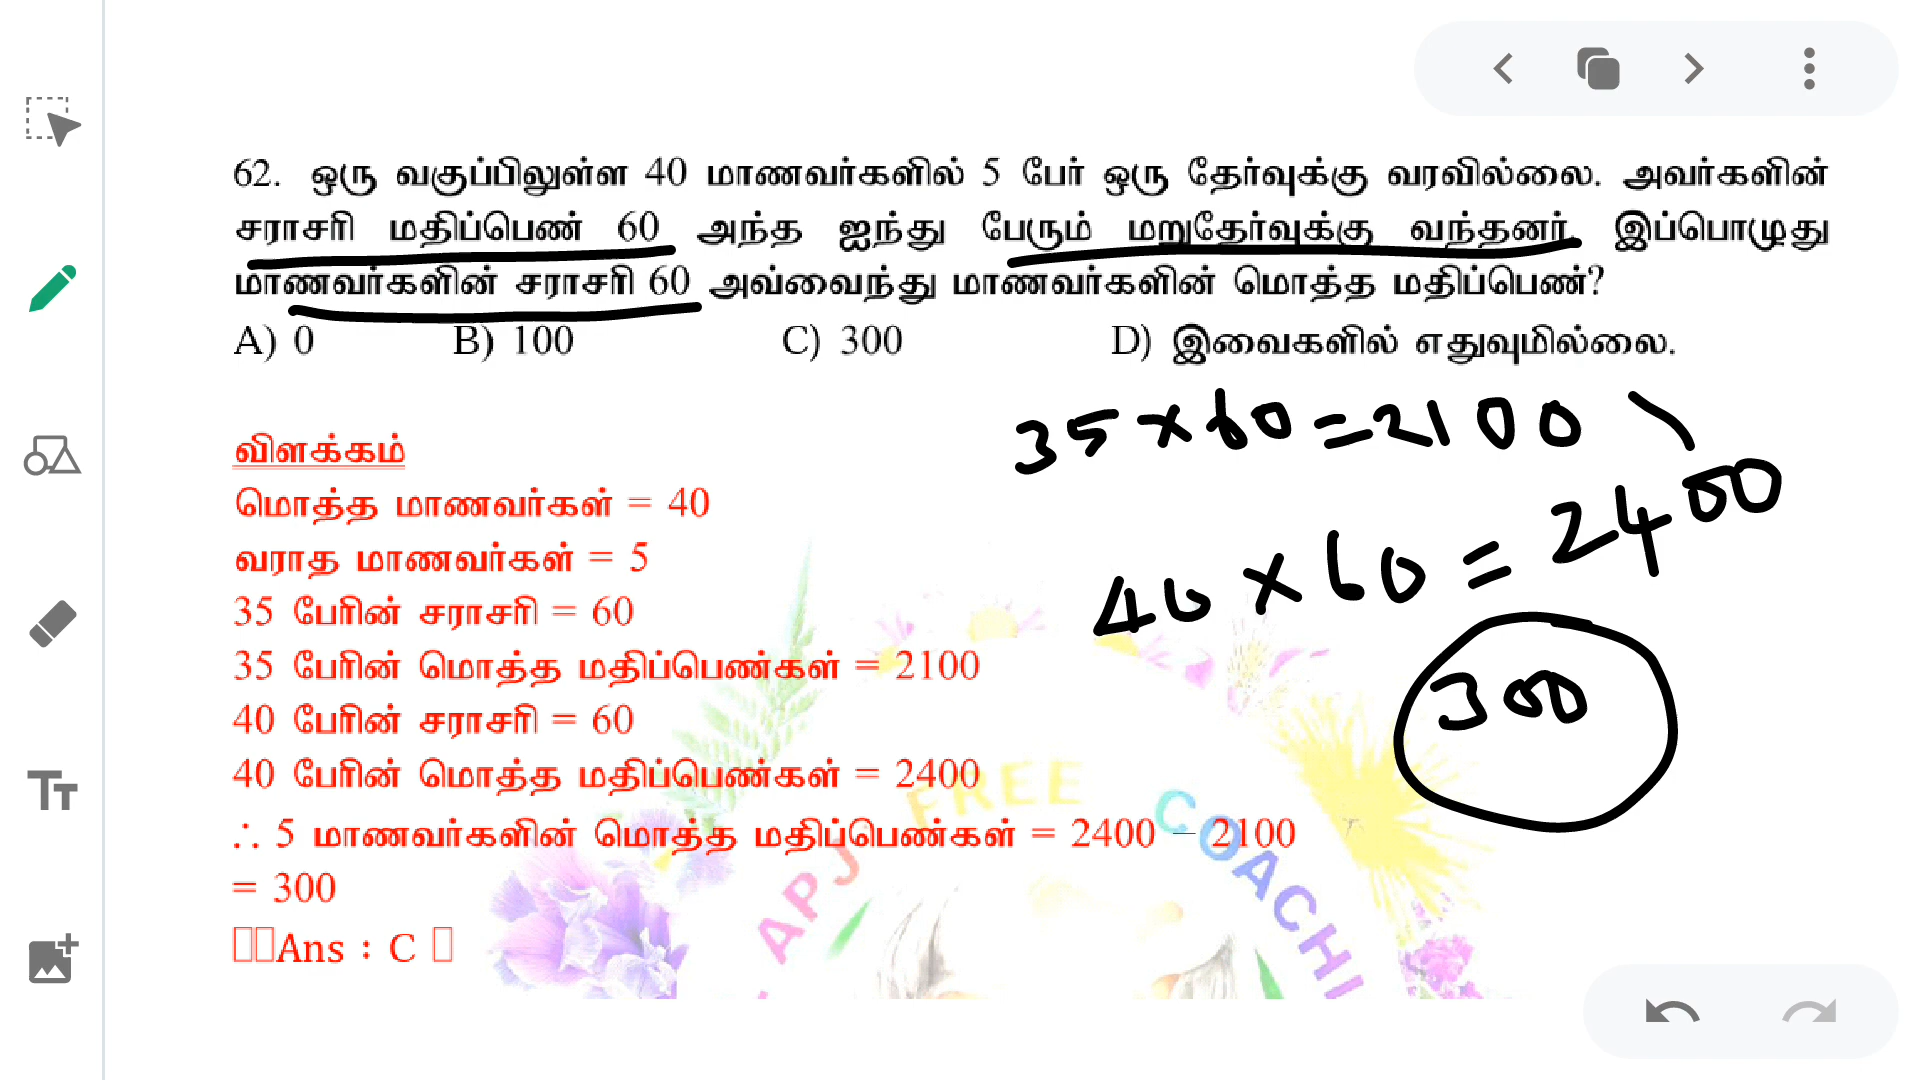 62. ஒரு வகுப்பிலுள்ள 40 மாணவர்களில் 5 பேர் ஒரு தேர்வுக்கு வரவில்லை. அவர்களின்
சராசரி மதிப்பெண் 60 அந்த ஐந்து பேரும் மறுதேர்வுக்கு வந்தனர். இப்பொழுது
மாணவர்களின் சராசரி 60 அவ்வைந்து மாணவர்களின் மொத்த மதிப்பெண்?
A) 0 B) 100 C) 300 D) இவைகளில் எதுவுமில்லை.
35 × 60 = 2100
விளக்கம்
மொத்த மாணவர்கள் = 40
40 × 60 = 2400
வராத மாணவர்கள் = 5
35 பேரின் சராசரி = 60
35 பேரின் மொத்த மதிப்பெண்கள் = 2100
300
40 பேரின் சராசரி = 60
40 பேரின் மொத்த மதிப்பெண்கள் = 2400
∴ 5 மாணவர்களின் மொத்த மதிப்பெண்கள் = 2400 – 2100
= 300
Ans : C
APJ FREE COACHI